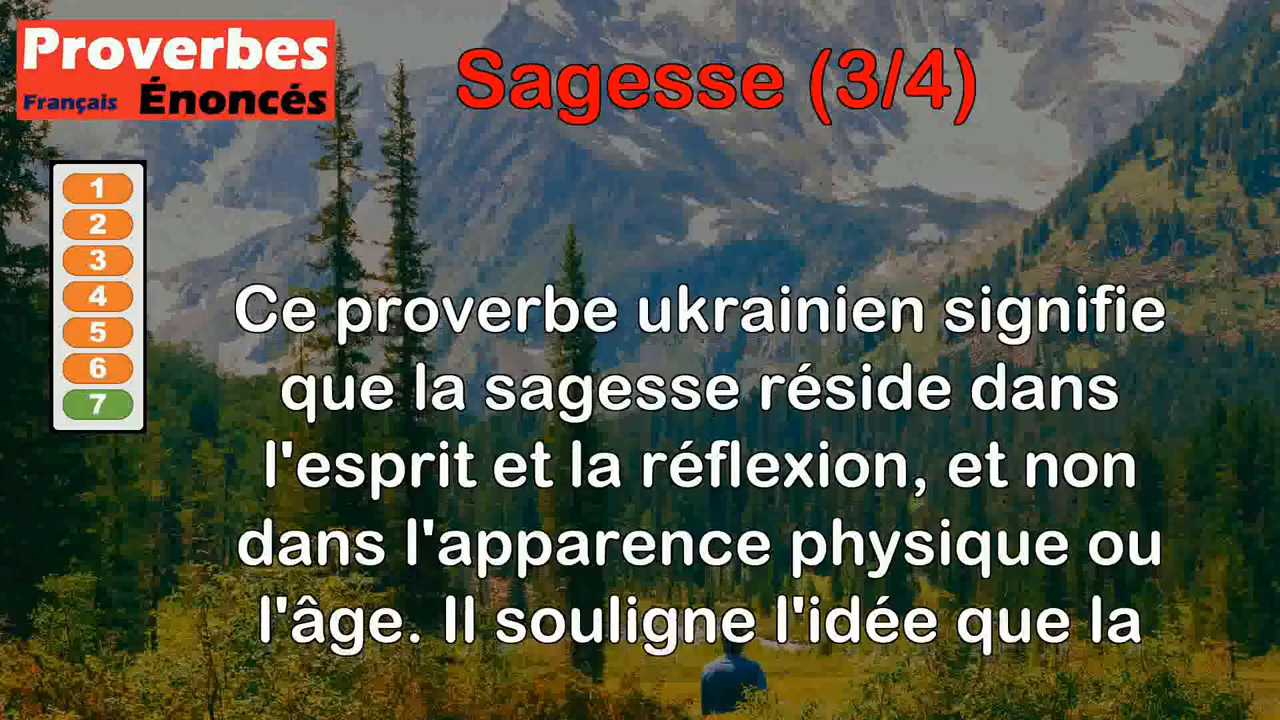 Proverbes
Français Énoncés
Sagesse (3/4)
1
2
3
4
5
6
7
Ce proverbe ukrainien signifie
que la sagesse réside dans
l'esprit et la réflexion, et non
dans l'apparence physique ou
l'âge. Il souligne l'idée que la